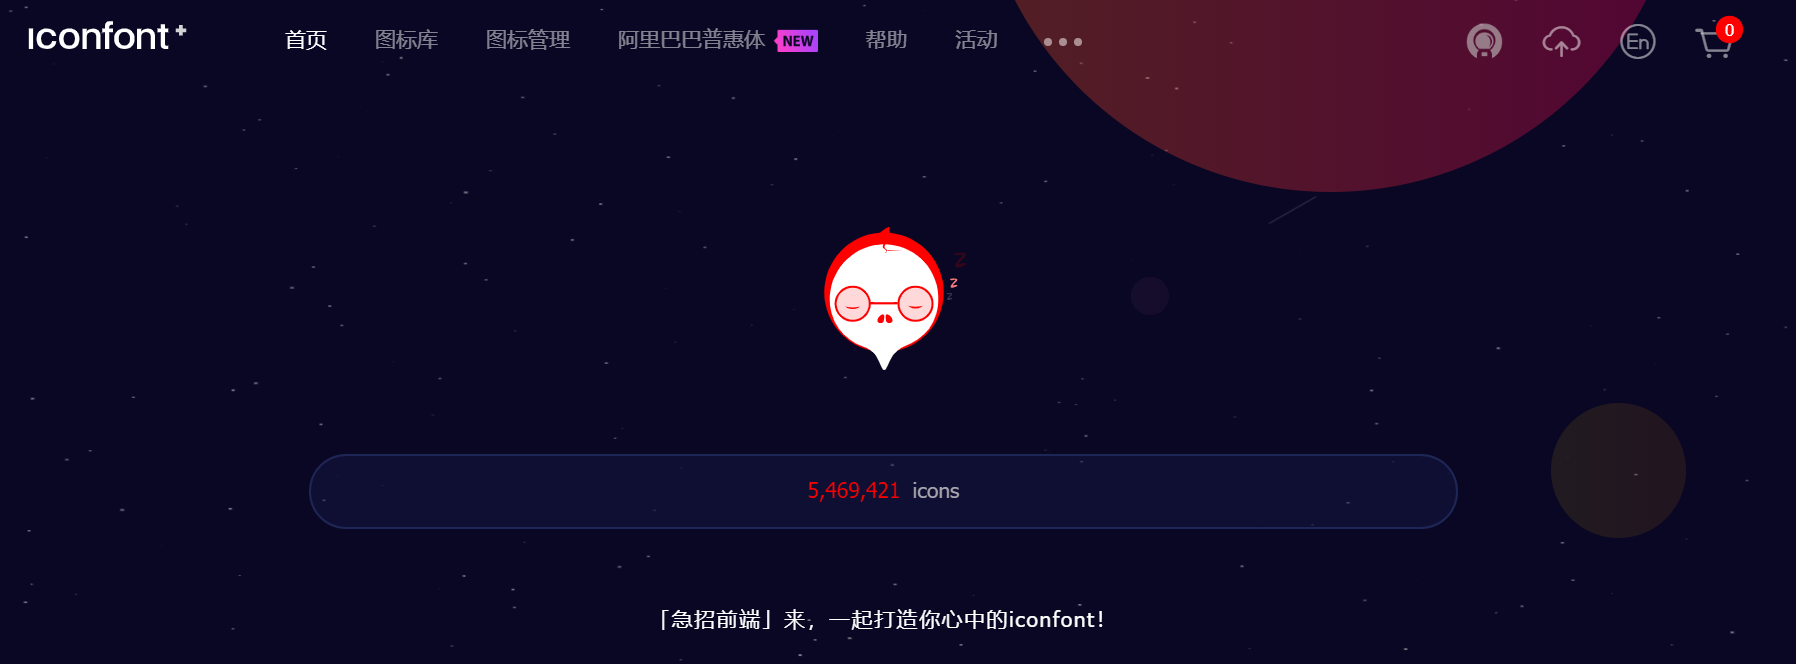 iconfont+ 首页 图标库 图标管理 阿里巴巴普惠体 NEW 帮助 活动 En 0
z
z
z
5,469,421 icons
「急招前端」来，一起打造你心中的iconfont！